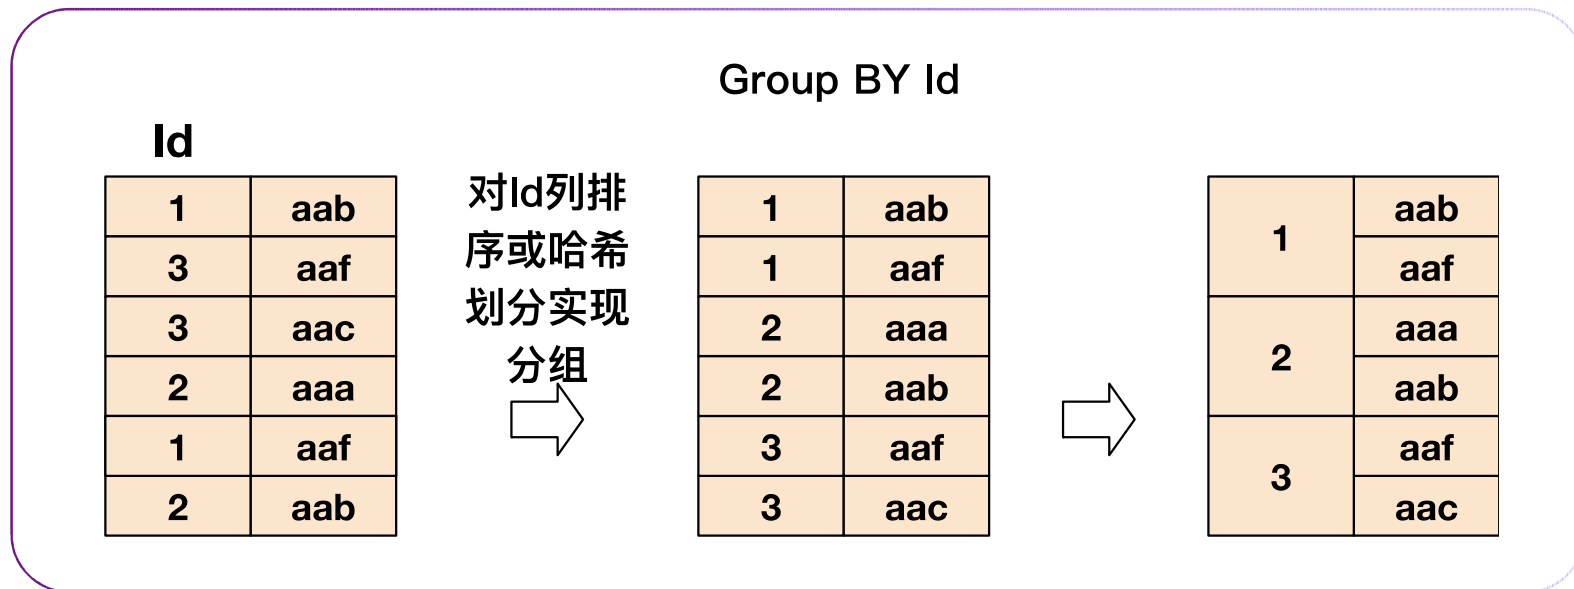 Group BY Id
Id
1 aab
3 aaf
3 aac
2 aaa
1 aaf
2 aab
对Id列排
序或哈希
划分实现
分组
1 aab
1 aaf
2 aaa
2 aab
3 aaf
3 aac
1 aab
aaf
2 aaa
aab
3 aaf
aac